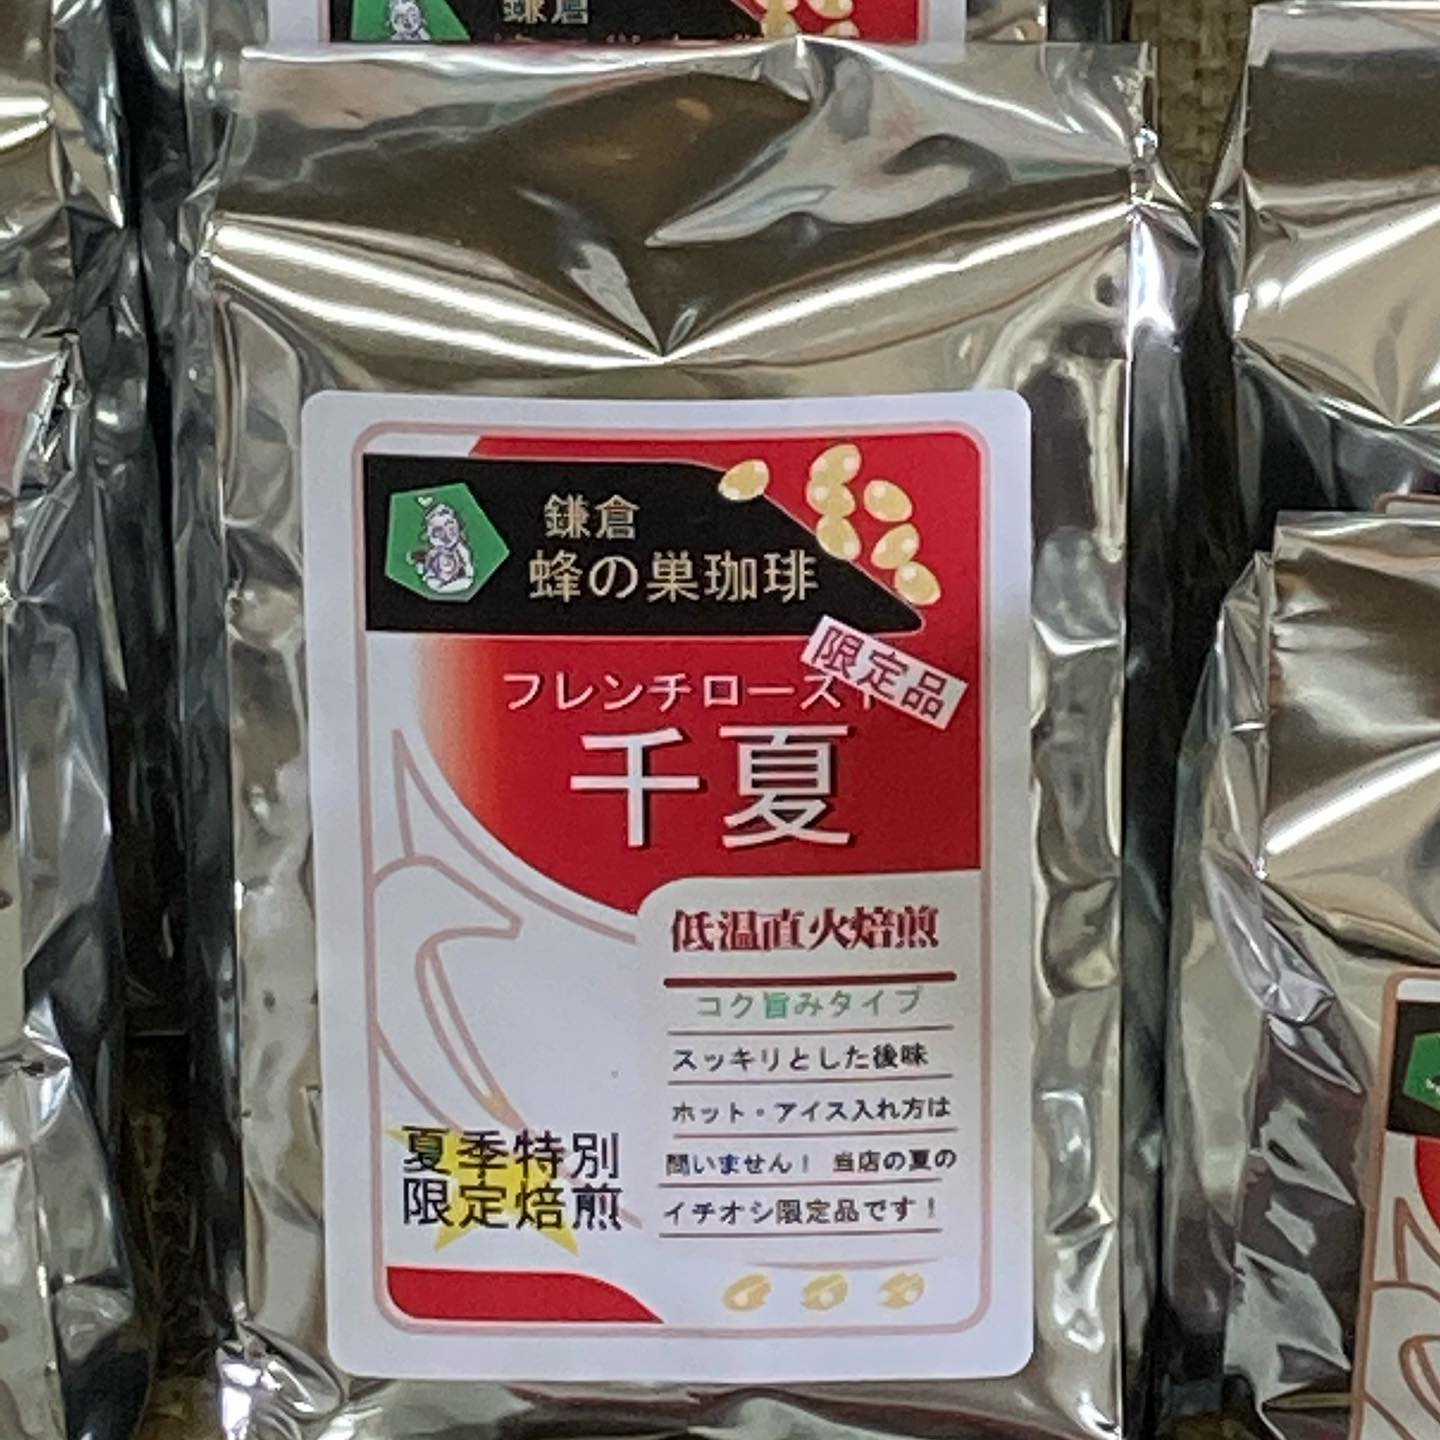 鎌倉
鎌倉
蜂の巣珈琲
限定品
フレンチロースト
千夏
低温直火焙煎
コク旨みタイプ
スッキリとした後味
ホット・アイス入れ方は
問いません! 当店の夏の
イチオシ限定品です!
夏季特別
限定焙煎